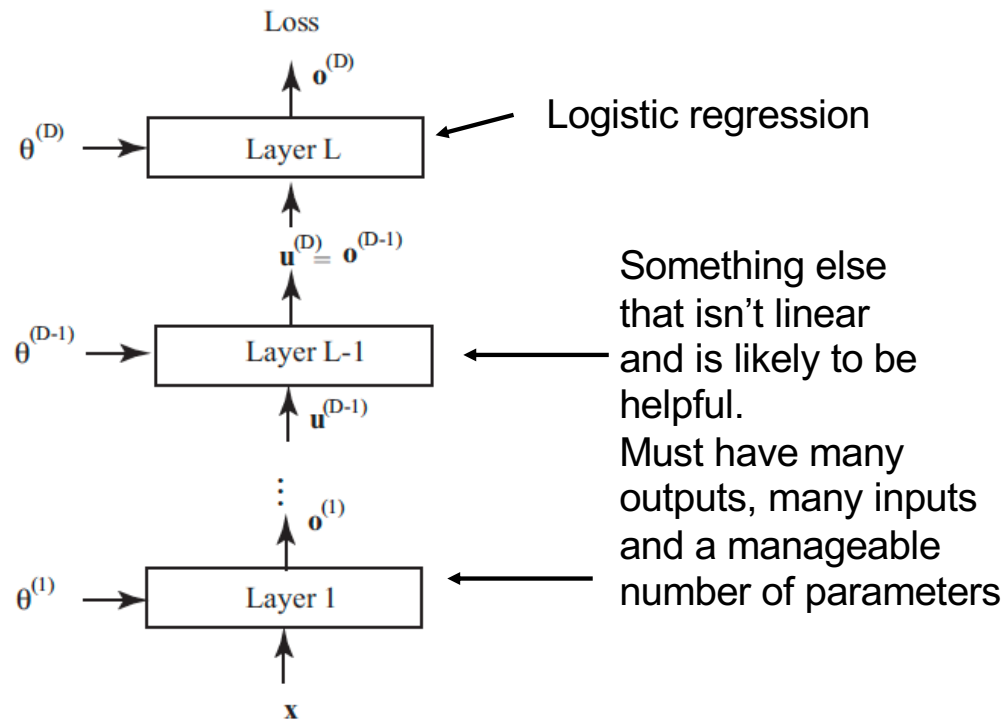 Loss
o^(D)
Logistic regression
θ^(D)
Layer L
u^(D) = o^(D-1)
Something else
that isn’t linear
and is likely to be
helpful.
Must have many
outputs, many inputs
and a manageable
number of parameters
θ^(D-1)
Layer L-1
u^(D-1)
⋮
o^(1)
θ^(1)
Layer 1
x